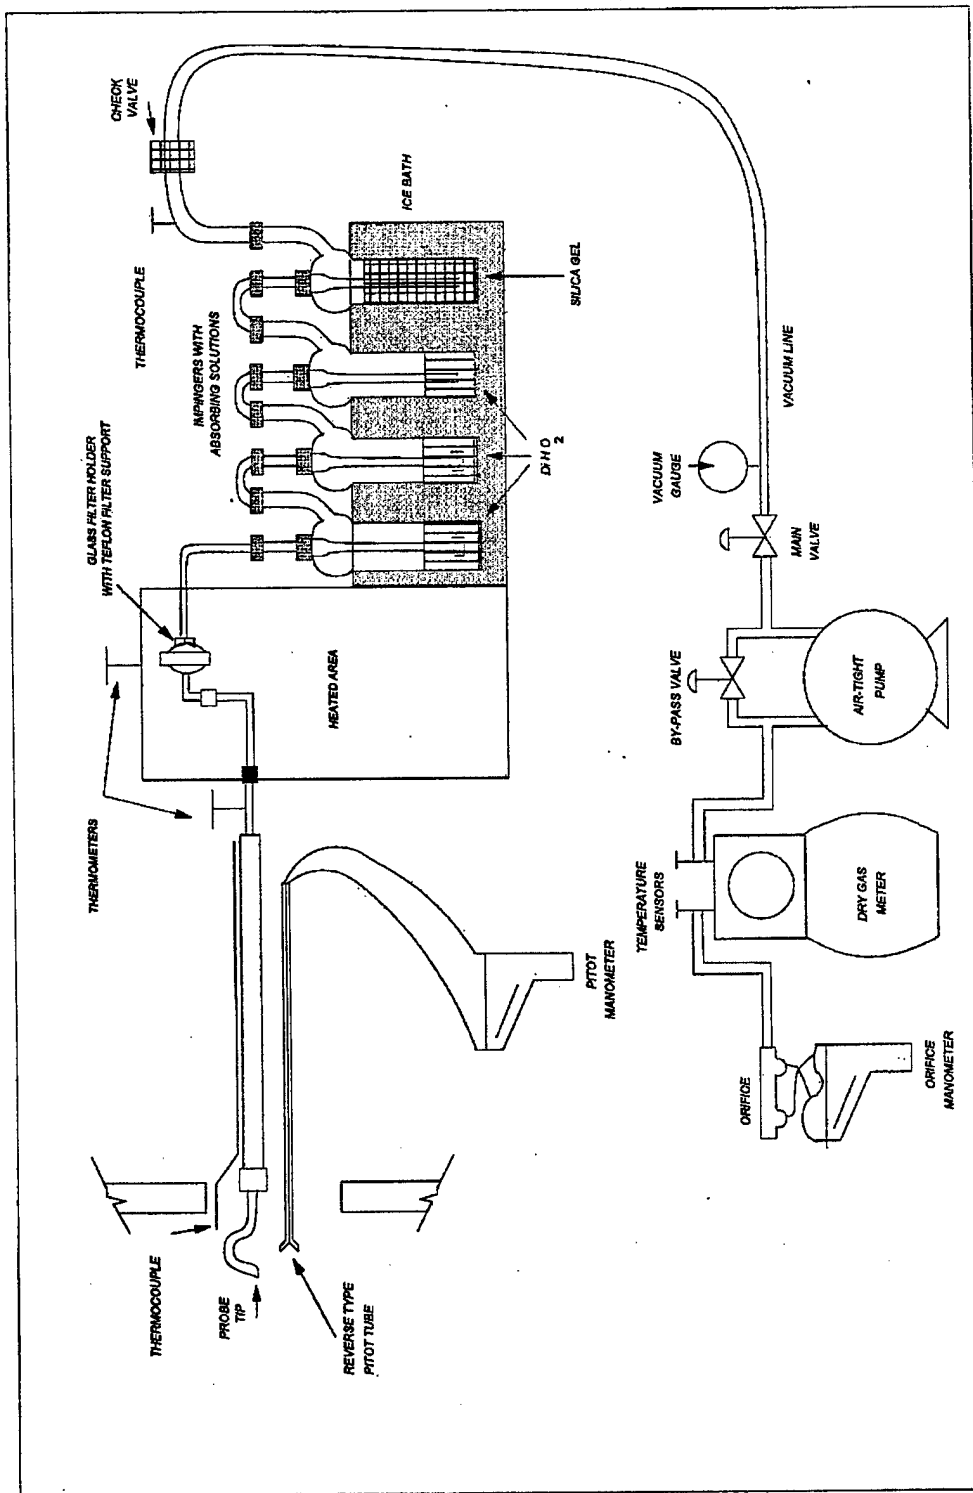 THERMOCOUPLE
PROBE
TIP
REVERSE TYPE
PITOT TUBE
THERMOMETERS
HEATED AREA
GLASS FILTER HOLDER
WITH TEFLON FILTER SUPPORT
IMPINGERS WITH
ABSORBING SOLUTIONS
THERMOCOUPLE
CHECK
VALVE
ICE BATH
Di H O
2
SILICA GEL
PITOT
MANOMETER
VACUUM LINE
VACUUM
GAUGE
MAIN
VALVE
BY-PASS VALVE
AIR-TIGHT
PUMP
TEMPERATURE
SENSORS
DRY GAS
METER
ORIFICE
ORIFICE
MANOMETER